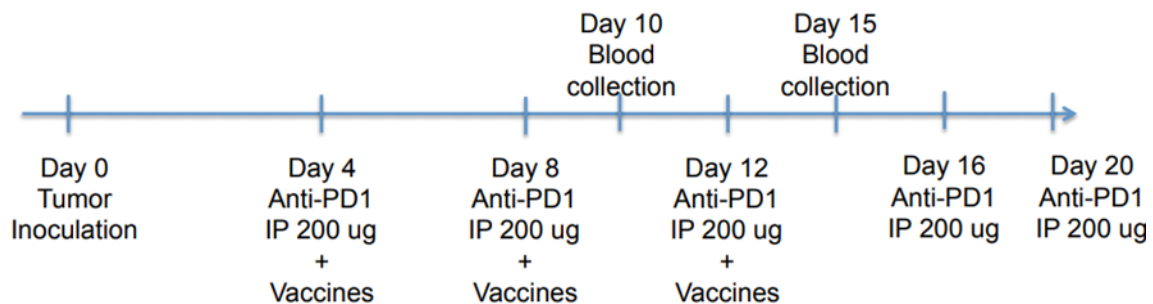 Day 10
Blood
collection
Day 15
Blood
collection
Day 0
Tumor
Inoculation
Day 4
Anti-PD1
IP 200 ug
+
Vaccines
Day 8
Anti-PD1
IP 200 ug
+
Vaccines
Day 12
Anti-PD1
IP 200 ug
+
Vaccines
Day 16
Anti-PD1
IP 200 ug
Day 20
Anti-PD1
IP 200 ug